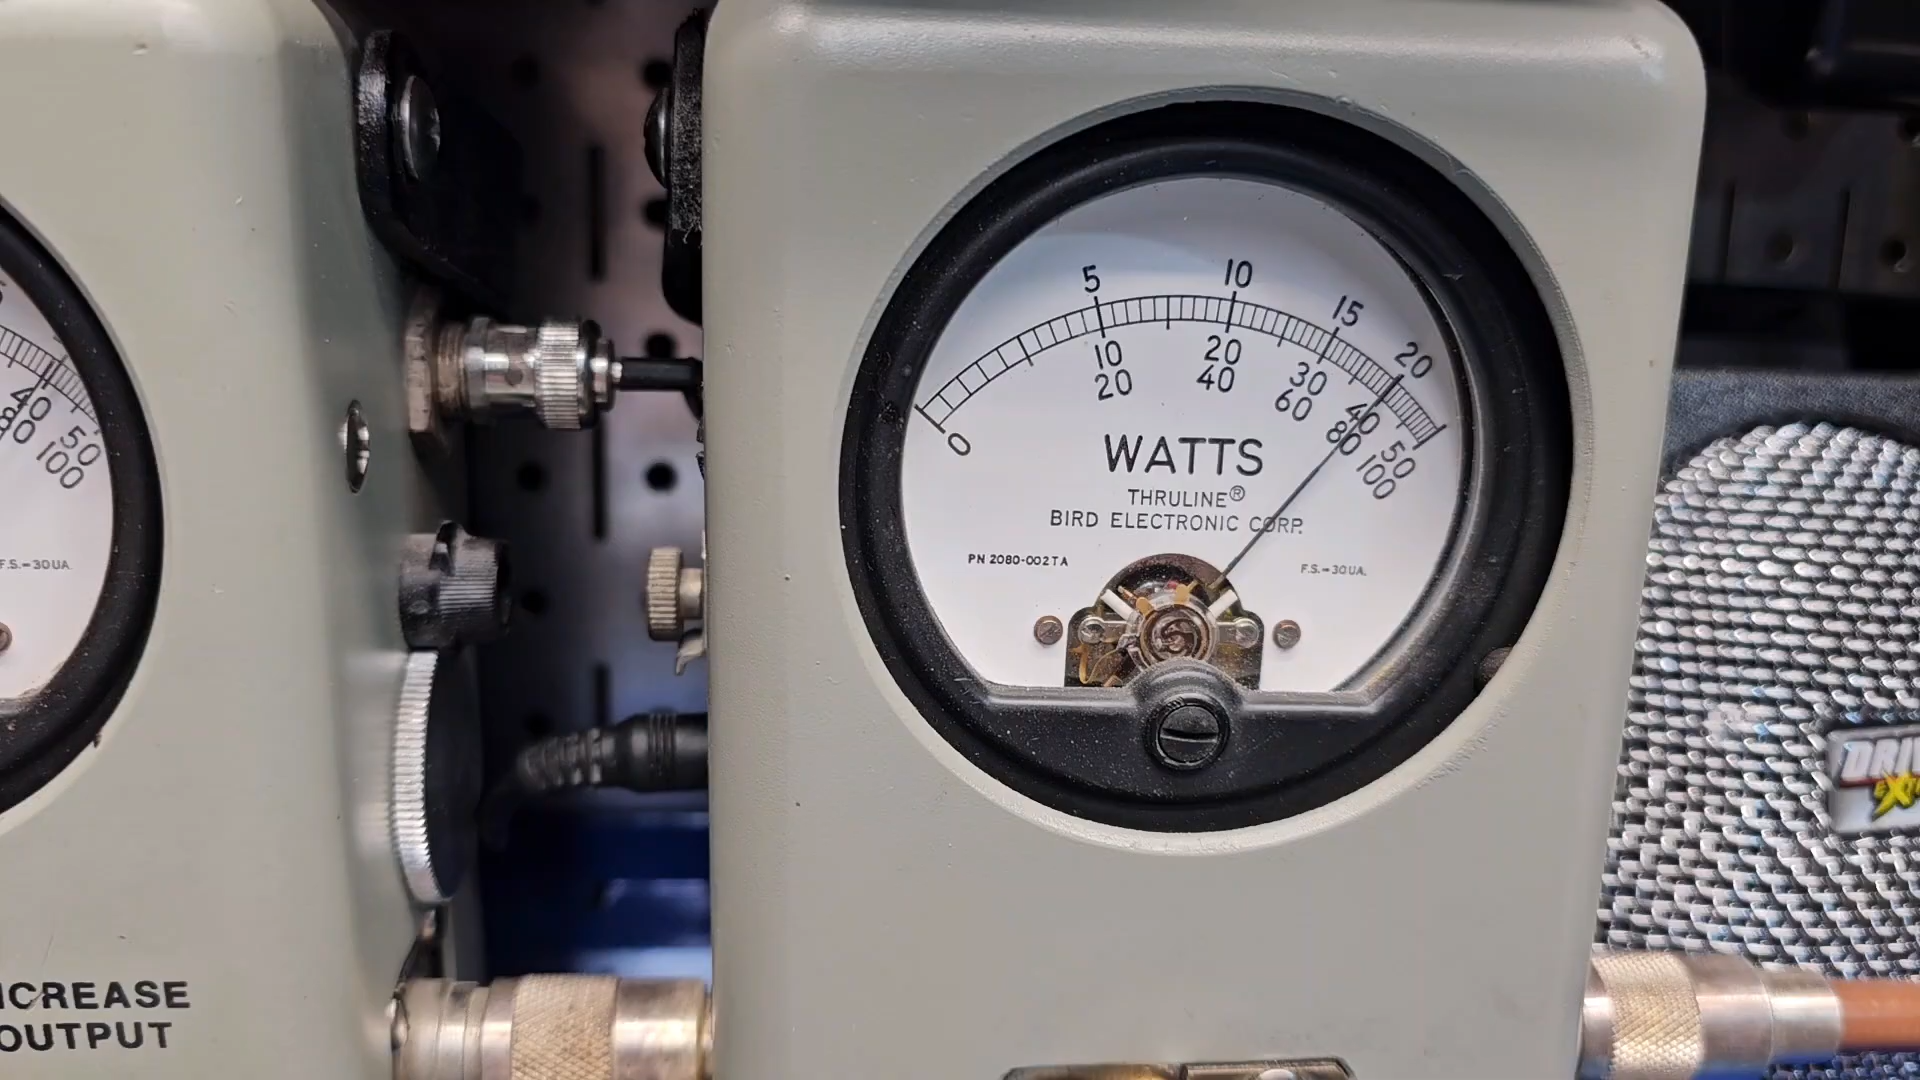 5 10 15 20
0 10 20 30 40 50
20 40 60 80 100
WATTS
THRULINE®
BIRD ELECTRONIC CORP.
PN 2080-002TA
F.S.=30UA.
40 50
80 100
F.S.=30UA.
NCREASE
OUTPUT